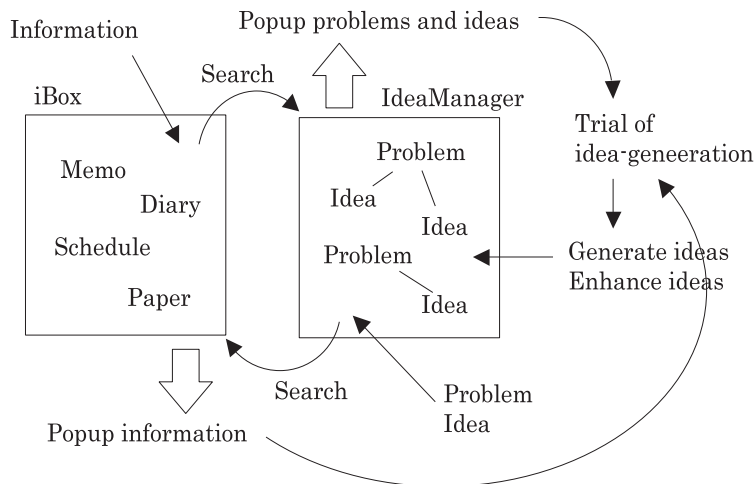 Information
Popup problems and ideas
Search
iBox
IdeaManager
Memo
Diary
Schedule
Paper
Problem
Idea
Idea
Problem
Idea
Trial of
idea-geneeration
Generate ideas
Enhance ideas
Search
Problem
Idea
Popup information